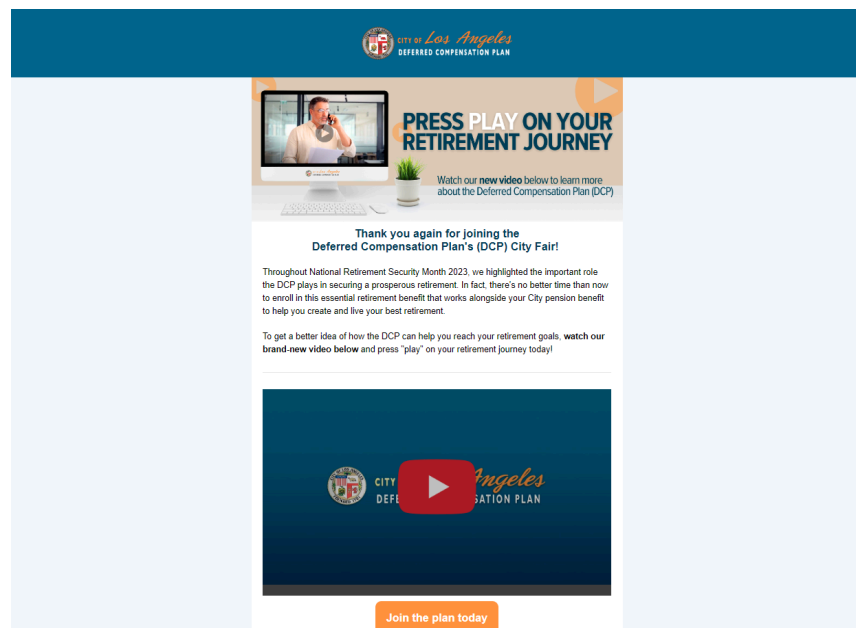 CITY OF Los Angeles
DEFERRED COMPENSATION PLAN
PRESS PLAY ON YOUR
RETIREMENT JOURNEY
Watch our new video below to learn more
about the Deferred Compensation Plan (DCP)
Thank you again for joining the
Deferred Compensation Plan's (DCP) City Fair!
Throughout National Retirement Security Month 2023, we highlighted the important role
the DCP plays in securing a prosperous retirement. In fact, there's no better time than now
to enroll in this essential retirement benefit that works alongside your City pension benefit
to help you create and live your best retirement.
To get a better idea of how the DCP can help you reach your retirement goals, watch our
brand-new video below and press "play" on your retirement journey today!
CITY Angeles
DEFE SATION PLAN
Join the plan today